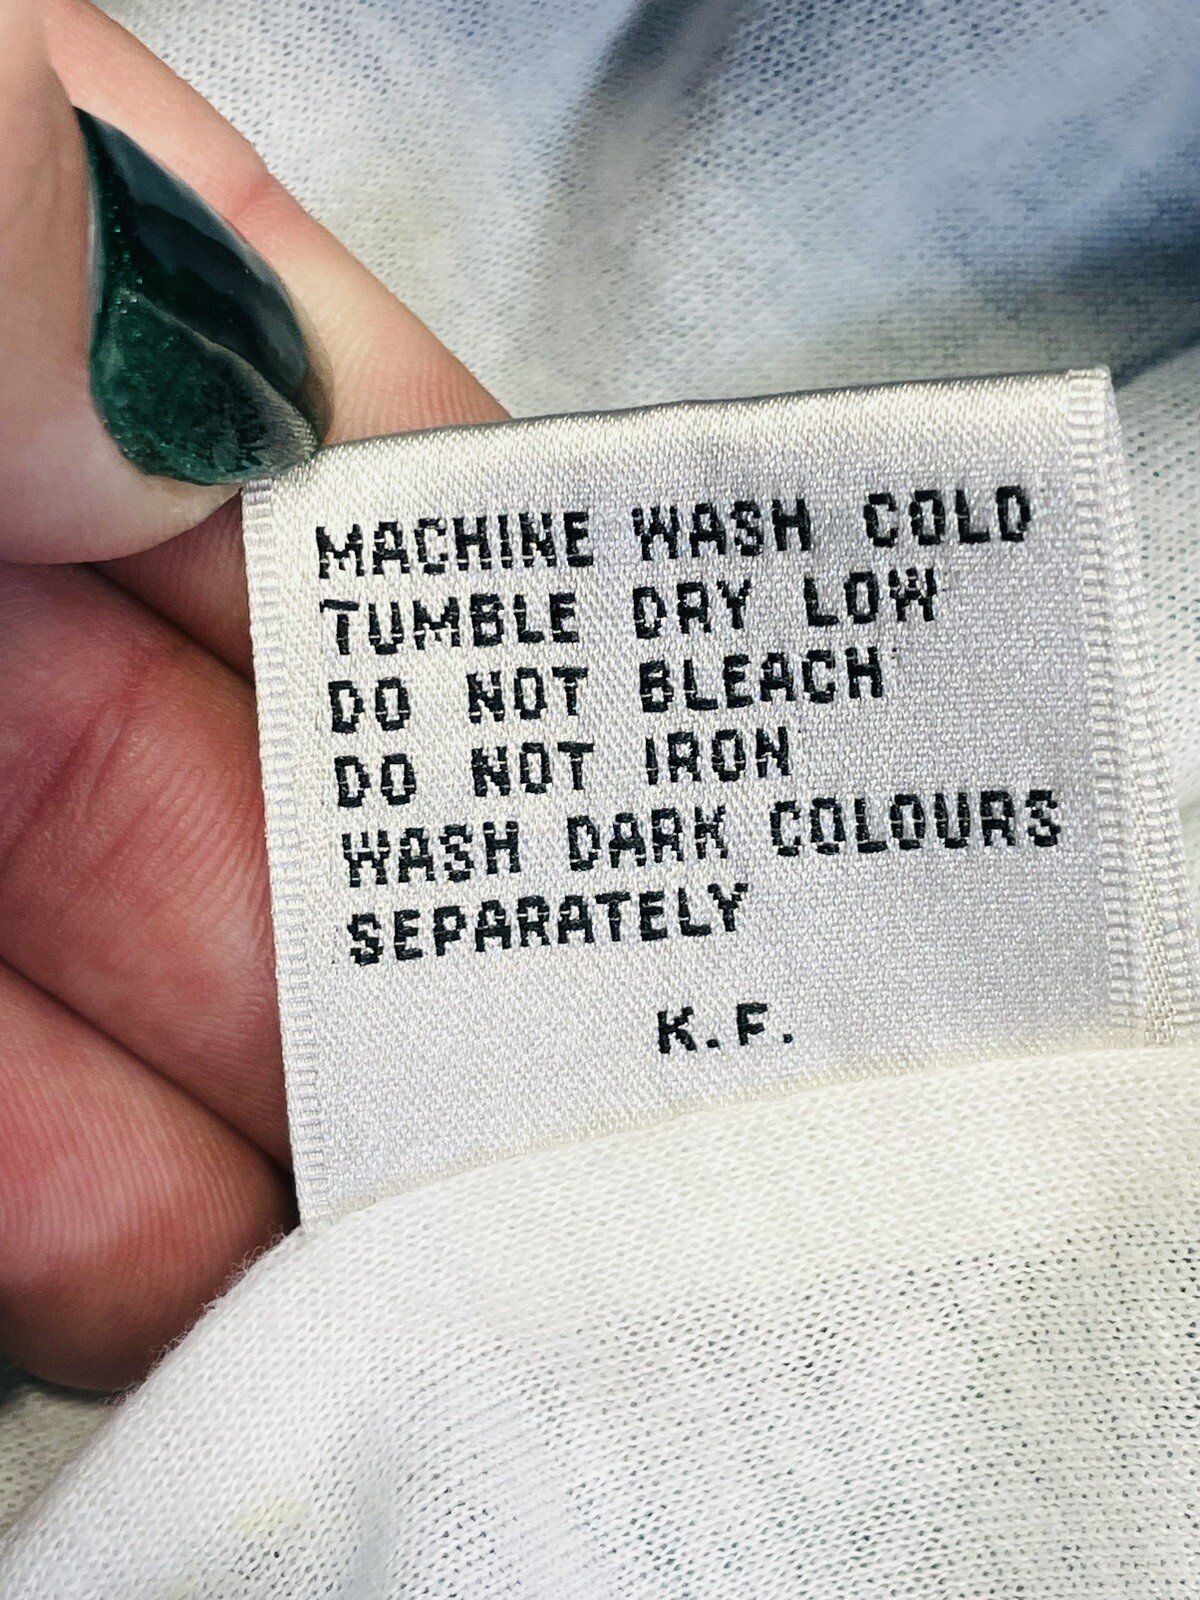 MACHINE WASH COLD
TUMBLE DRY LOW
DO NOT BLEACH
DO NOT IRON
WASH DARK COLOURS
SEPARATELY
K.F.